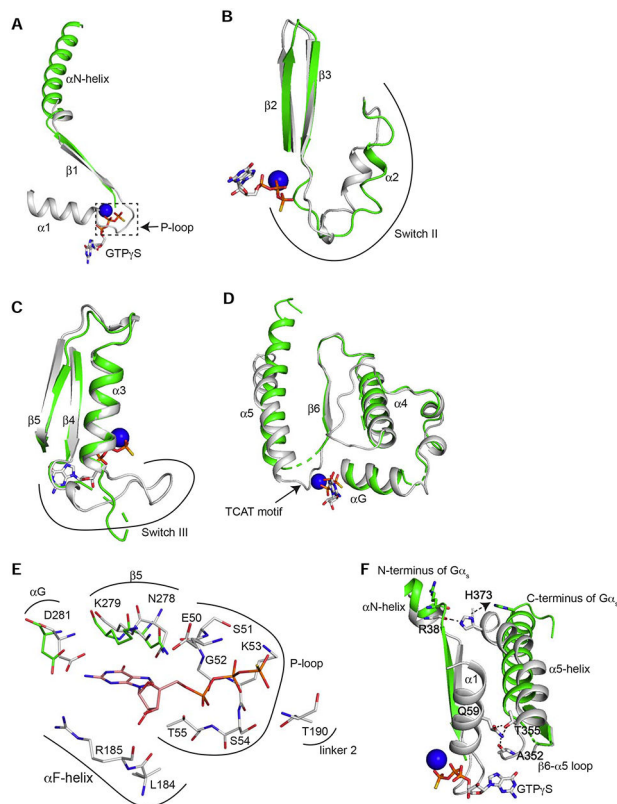 A
αN-helix
β1
α1
P-loop
GTPγS
B
β3
β2
α2
Switch II
C
α3
β5
β4
Switch III
D
α5
β6
α4
TCAT motif
αG
E
αG
β5
D281
K279
N278
E50
S51
G52
K53
P-loop
T55
S54
T190
linker 2
R185
αF-helix
L184
F
N-terminus of Gαs
H373
C-terminus of Gαs
αN-helix
R38
α1
α5-helix
Q59
T355
A352
β6-α5 loop
GTPγS